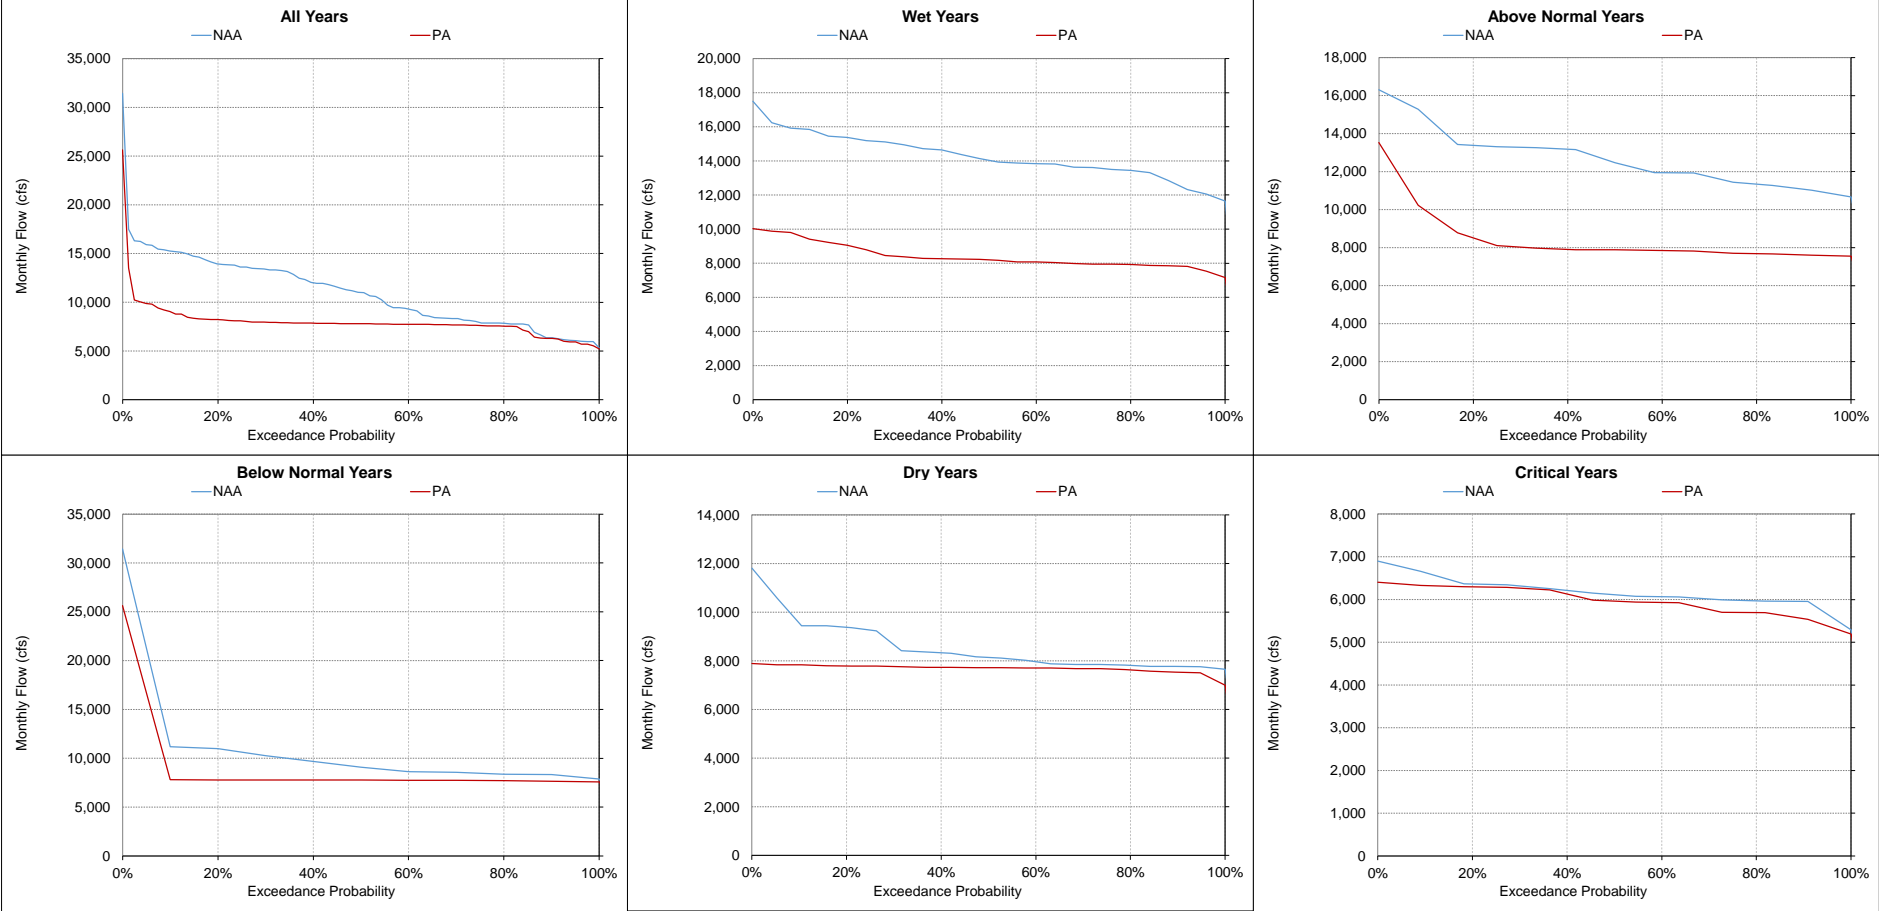 All Years
NAA PA
35,000
30,000
25,000
20,000
15,000
10,000
5,000
0
Monthly Flow (cfs)
0% 20% 40% 60% 80% 100%
Exceedance Probability
Wet Years
NAA PA
20,000
18,000
16,000
14,000
12,000
10,000
8,000
6,000
4,000
2,000
0
Monthly Flow (cfs)
0% 20% 40% 60% 80% 100%
Exceedance Probability
Above Normal Years
NAA PA
18,000
16,000
14,000
12,000
10,000
8,000
6,000
4,000
2,000
0
Monthly Flow (cfs)
0% 20% 40% 60% 80% 100%
Exceedance Probability
Below Normal Years
NAA PA
35,000
30,000
25,000
20,000
15,000
10,000
5,000
0
Monthly Flow (cfs)
0% 20% 40% 60% 80% 100%
Exceedance Probability
Dry Years
NAA PA
14,000
12,000
10,000
8,000
6,000
4,000
2,000
0
Monthly Flow (cfs)
0% 20% 40% 60% 80% 100%
Exceedance Probability
Critical Years
NAA PA
8,000
7,000
6,000
5,000
4,000
3,000
2,000
1,000
0
Monthly Flow (cfs)
0% 20% 40% 60% 80% 100%
Exceedance Probability